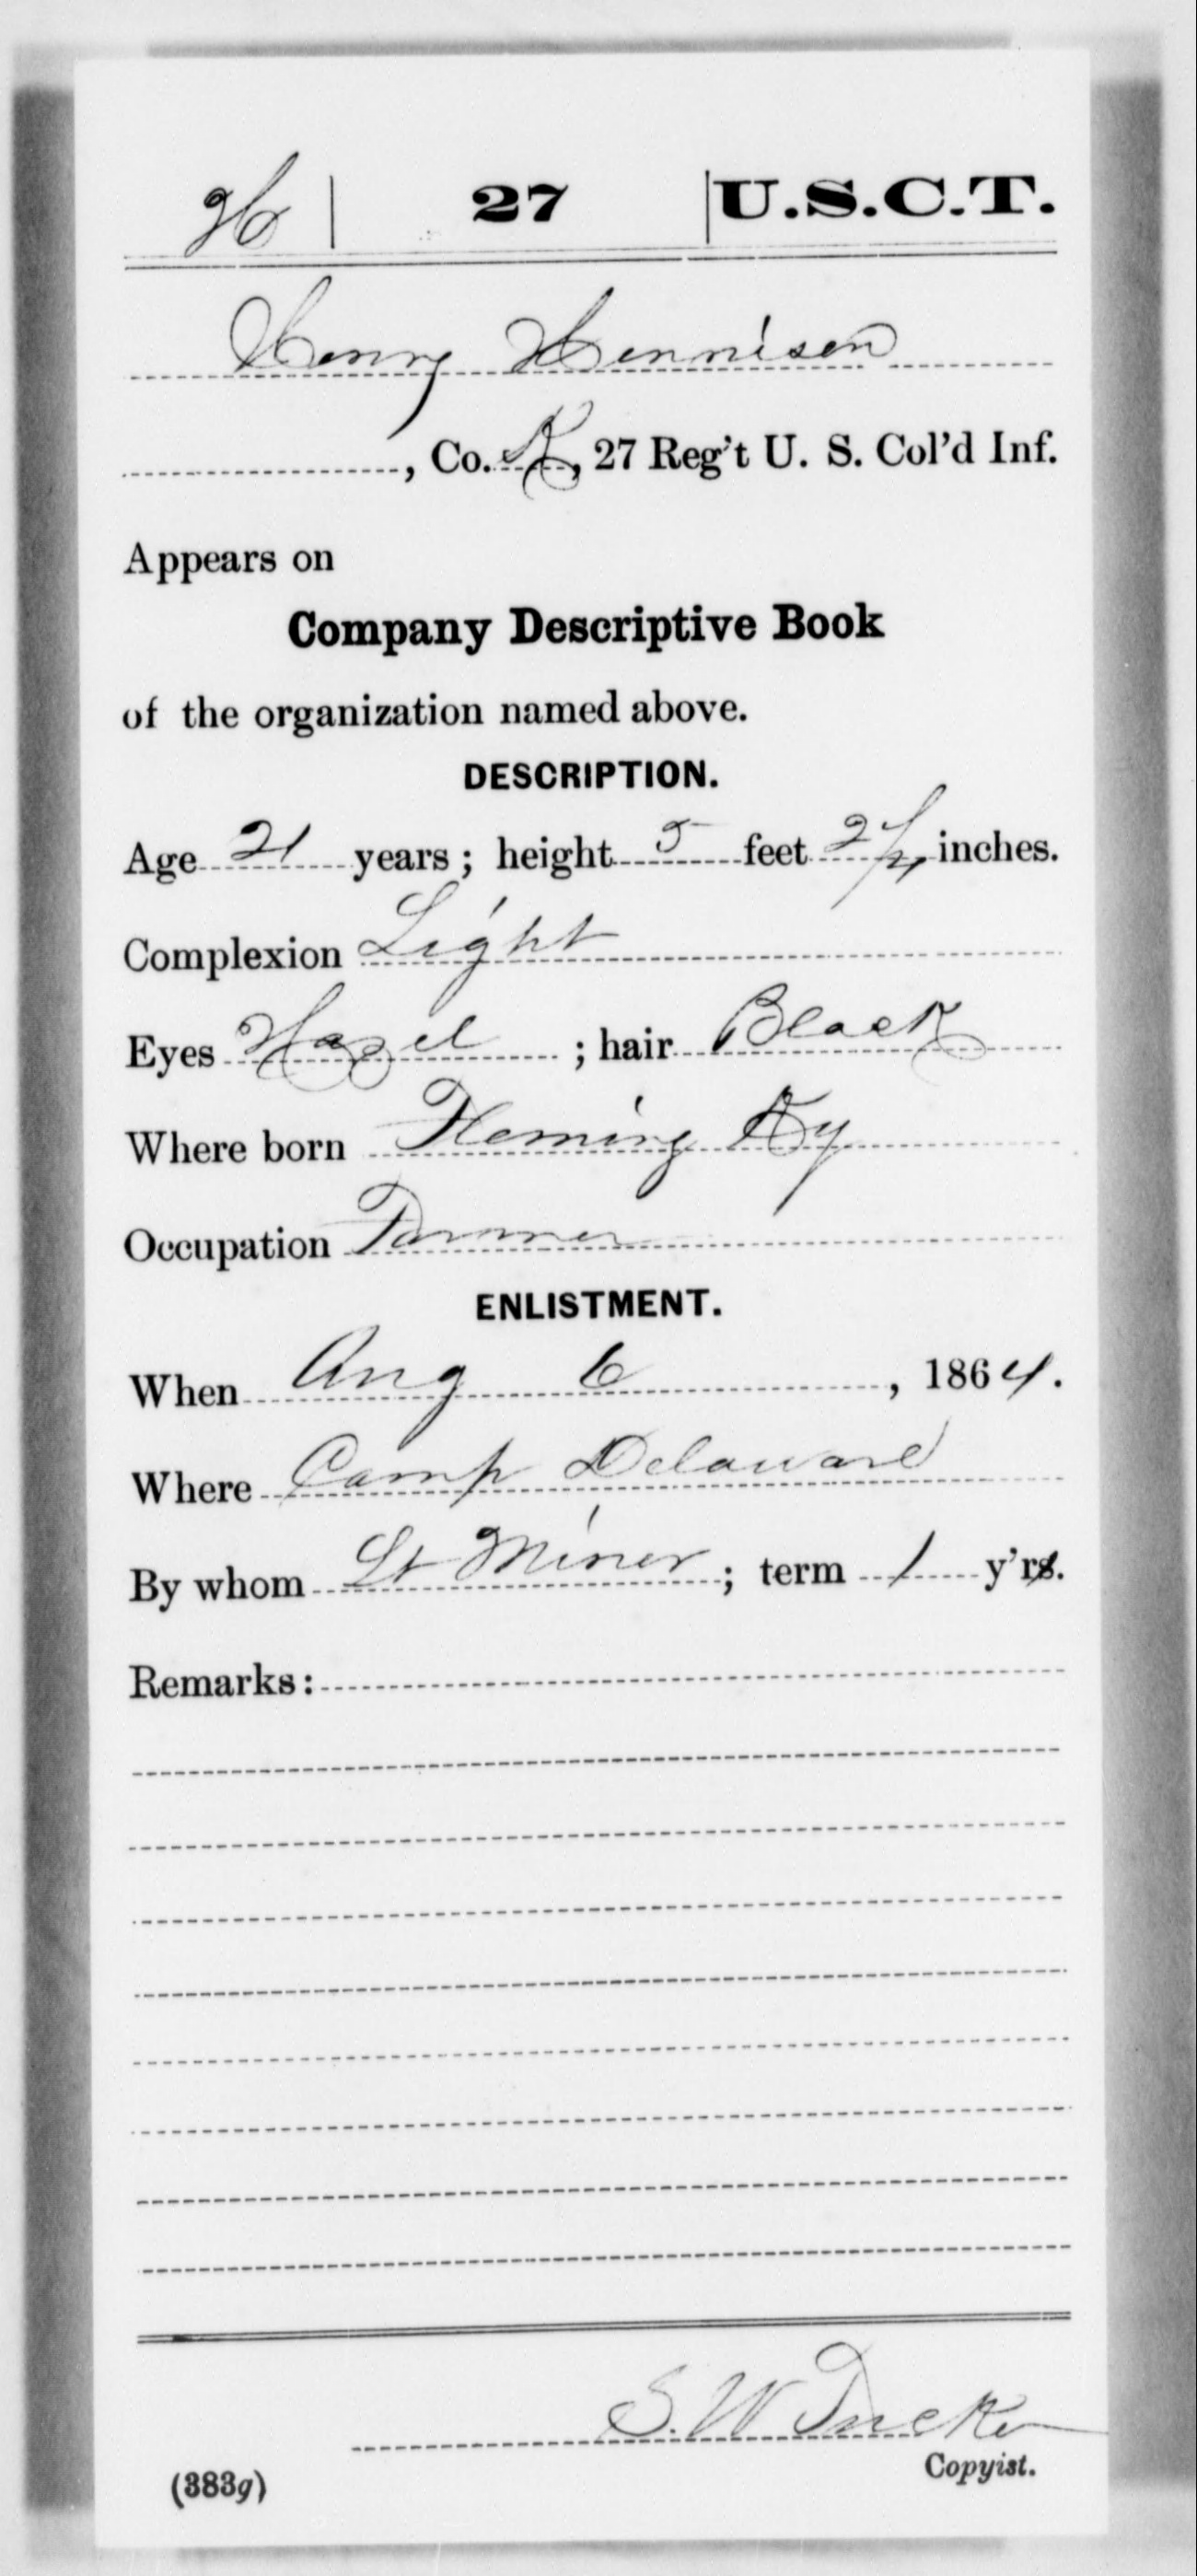 H | 27 | U.S.C.T.
Henry Hennison
, Co. K, 27 Reg't U. S. Col'd Inf.
Appears on
Company Descriptive Book
of the organization named above.
DESCRIPTION.
Age 21 years; height 5 feet 2 1/2 inches.
Complexion Light
Eyes Hazel ; hair Black
Where born Fleming Ky
Occupation Farmer
ENLISTMENT.
When Aug 6 , 1864.
Where Camp Delaware
By whom Lt Miner ; term 1 y'rs.
Remarks:
S. W.
Copyist.
(383g)